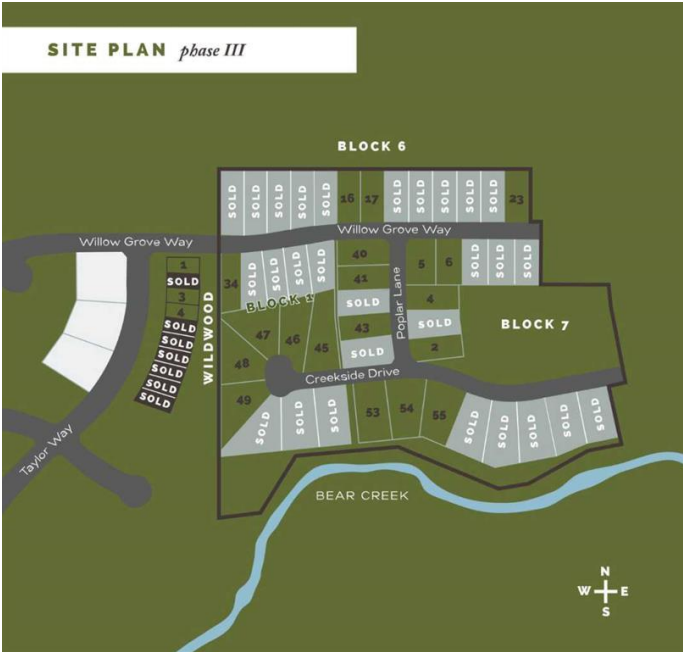 SITE PLAN phase III
BLOCK 6
SOLD
SOLD
SOLD
SOLD
SOLD
16
17
SOLD
SOLD
SOLD
SOLD
SOLD
23
Willow Grove Way
Willow Grove Way
1
SOLD
3
4
SOLD
SOLD
SOLD
SOLD
SOLD
SOLD
WILDWOOD
34
SOLD
SOLD
SOLD
SOLD
BLOCK 1
40
41
SOLD
43
SOLD
Poplar Lane
5
6
SOLD
SOLD
SOLD
4
SOLD
2
BLOCK 7
47
46
45
48
49
Creekside Drive
SOLD
SOLD
SOLD
53
54
55
SOLD
SOLD
SOLD
SOLD
SOLD
Taylor Way
BEAR CREEK
N
W E
S